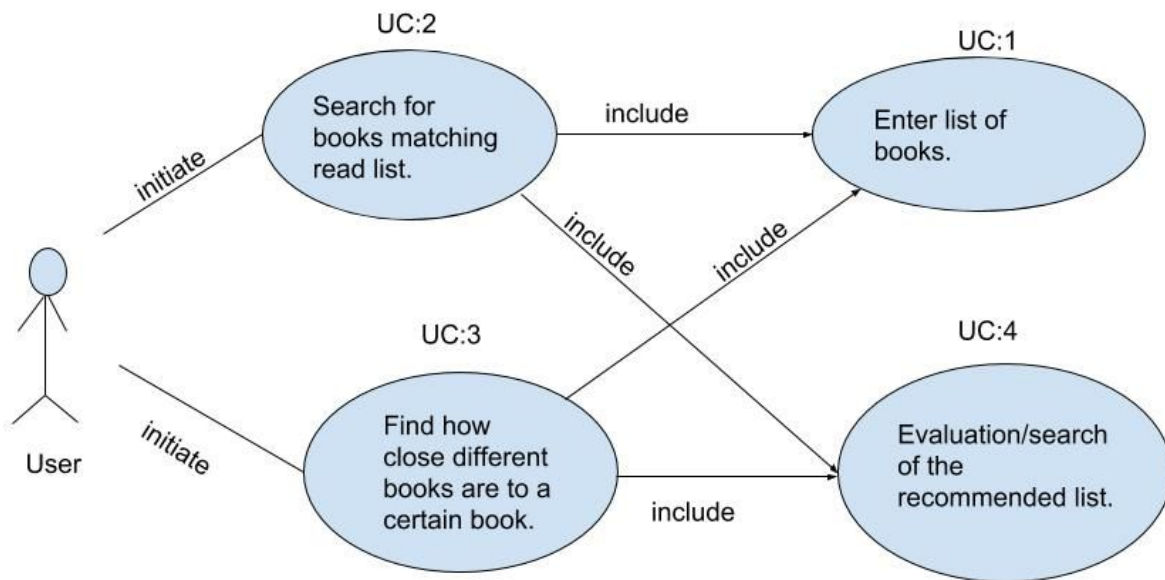 UC:2
UC:1
Search for
books matching
read list.
include
Enter list of
books.
initiate
include
include
UC:3
UC:4
Find how
close different
books are to a
certain book.
Evaluation/search
of the
recommended list.
initiate
User
include